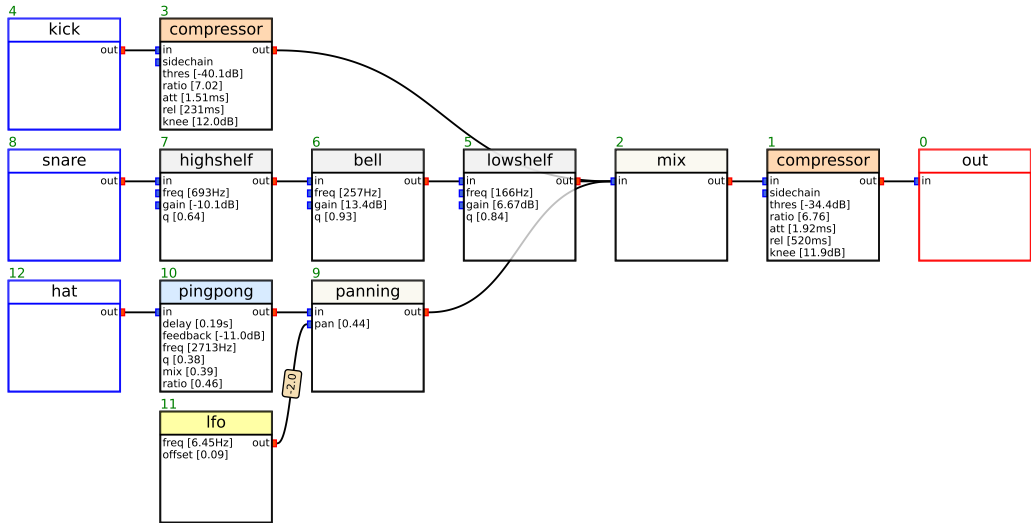 4
kick
out
3
compressor
in out
sidechain
thres [-40.1dB]
ratio [7.02]
att [1.51ms]
rel [231ms]
knee [12.0dB]
8
snare
out
7
highshelf
in out
freq [693Hz]
gain [-10.1dB]
q [0.64]
6
bell
in out
freq [257Hz]
gain [13.4dB]
q [0.93]
5
lowshelf
in out
freq [166Hz]
gain [6.67dB]
q [0.84]
2
mix
in out
1
compressor
in out
sidechain
thres [-34.4dB]
ratio [6.76]
att [1.92ms]
rel [520ms]
knee [11.9dB]
0
out
in
12
hat
out
10
pingpong
in out
delay [0.19s]
feedback [-11.0dB]
freq [2713Hz]
q [0.38]
mix [0.39]
ratio [0.46]
9
panning
in out
pan [0.44]
-2.0
11
lfo
freq [6.45Hz] out
offset [0.09]